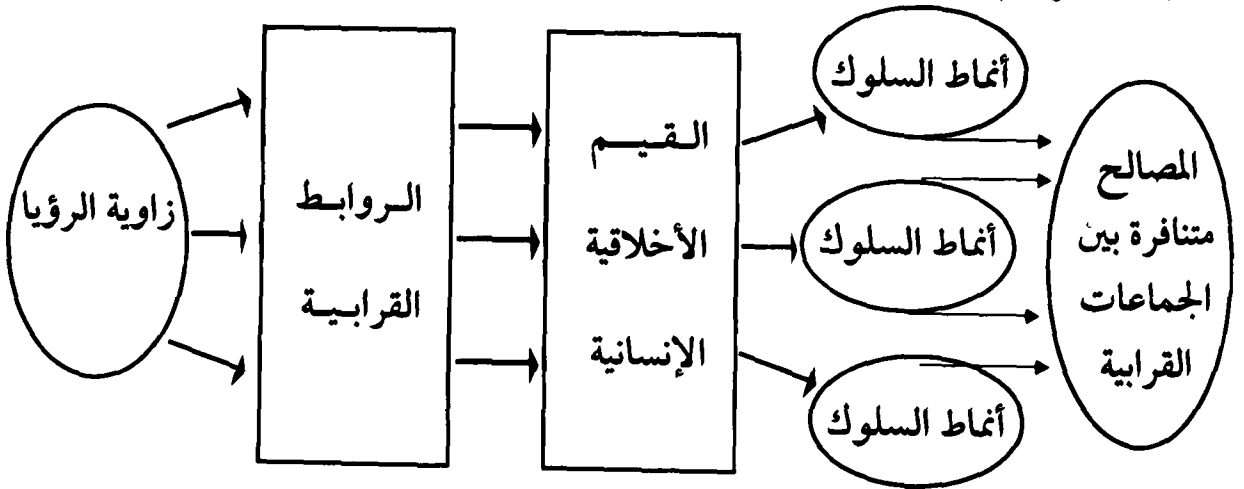 زاوية الرؤيا
الروابط
القرابية
القيم
الأخلاقية
الإنسانية
أنماط السلوك
أنماط السلوك
أنماط السلوك
المصالح
متنافرة بين
الجماعات
القرابية